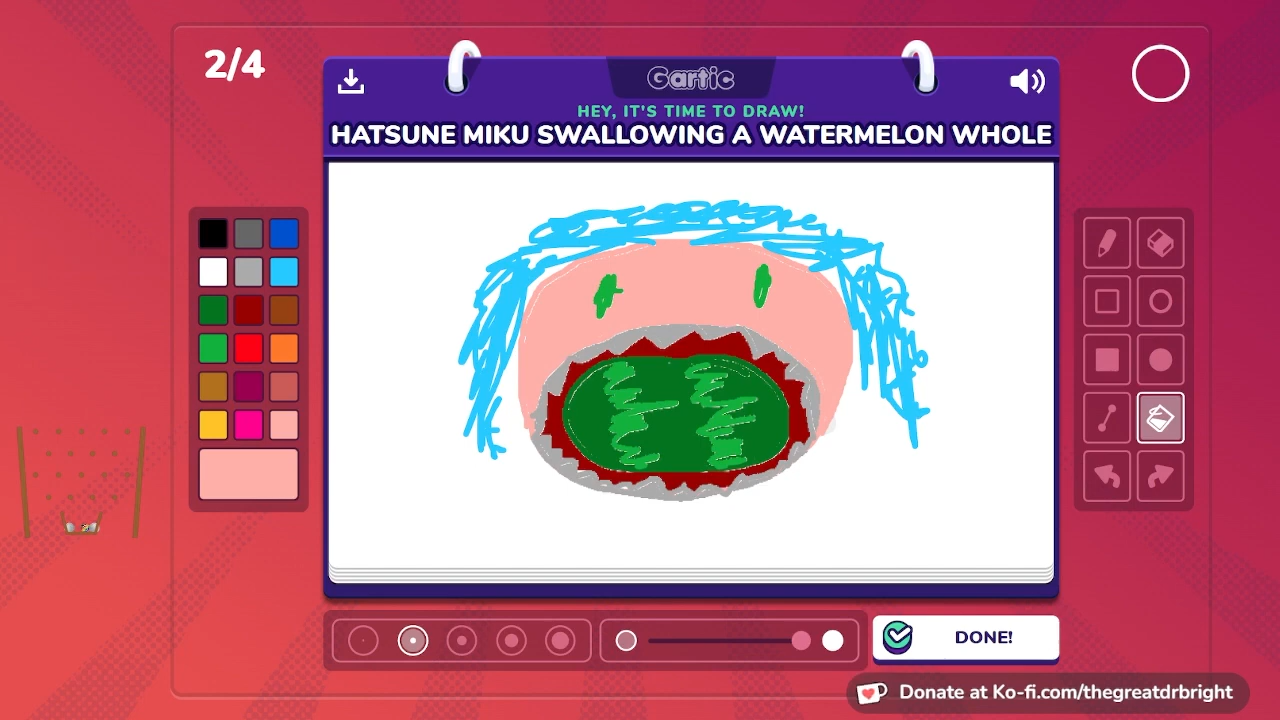 2/4
Gartic
HEY, IT'S TIME TO DRAW!
HATSUNE MIKU SWALLOWING A WATERMELON WHOLE
DONE!
Donate at Ko-fi.com/thegreatdrbright